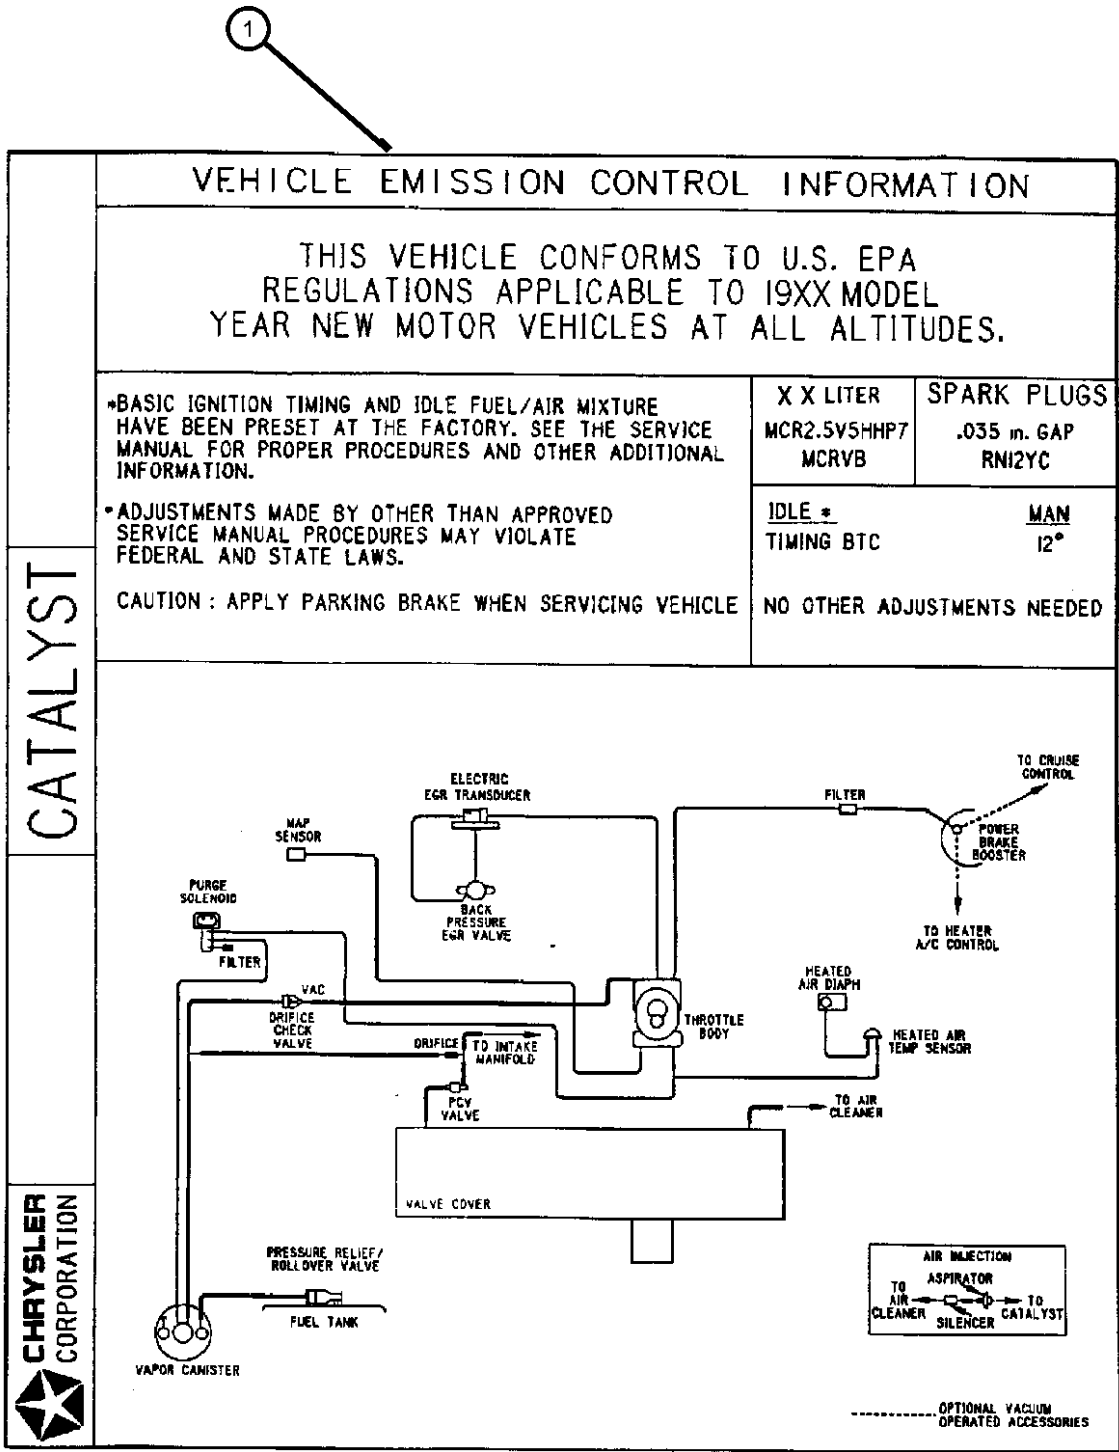 1
VEHICLE EMISSION CONTROL INFORMATION
THIS VEHICLE CONFORMS TO U.S. EPA
REGULATIONS APPLICABLE TO 19XX MODEL
YEAR NEW MOTOR VEHICLES AT ALL ALTITUDES.
*BASIC IGNITION TIMING AND IDLE FUEL/AIR MIXTURE
HAVE BEEN PRESET AT THE FACTORY. SEE THE SERVICE
MANUAL FOR PROPER PROCEDURES AND OTHER ADDITIONAL
INFORMATION.
*ADJUSTMENTS MADE BY OTHER THAN APPROVED
SERVICE MANUAL PROCEDURES MAY VIOLATE
FEDERAL AND STATE LAWS.
CAUTION : APPLY PARKING BRAKE WHEN SERVICING VEHICLE
X X LITER
MCR2.5V5HHP7
MCRVB
SPARK PLUGS
.035 in. GAP
RN12YC
IDLE *
MAN
TIMING BTC
12°
NO OTHER ADJUSTMENTS NEEDED
CATALYST
CHRYSLER
CORPORATION
TO CRUISE
CONTROL
ELECTRIC
EGR TRANSDUCER
FILTER
MAP
SENSOR
POWER
BRAKE
BOOSTER
PURGE
SOLENOID
BACK
PRESSURE
EGR VALVE
TO HEATER
A/C CONTROL
FILTER
HEATED
AIR DIAPH
VAC
ORIFICE
CHECK
VALVE
THROTTLE
BODY
HEATED AIR
TEMP SENSOR
ORIFICE
TO INTAKE
MANIFOLD
PCV
VALVE
TO AIR
CLEANER
VALVE COVER
PRESSURE RELIEF/
ROLLOVER VALVE
FUEL TANK
VAPOR CANISTER
AIR INJECTION
ASPIRATOR
TO
AIR
CLEANER
SILENCER
TO
CATALYST
OPTIONAL VACUUM
OPERATED ACCESSORIES